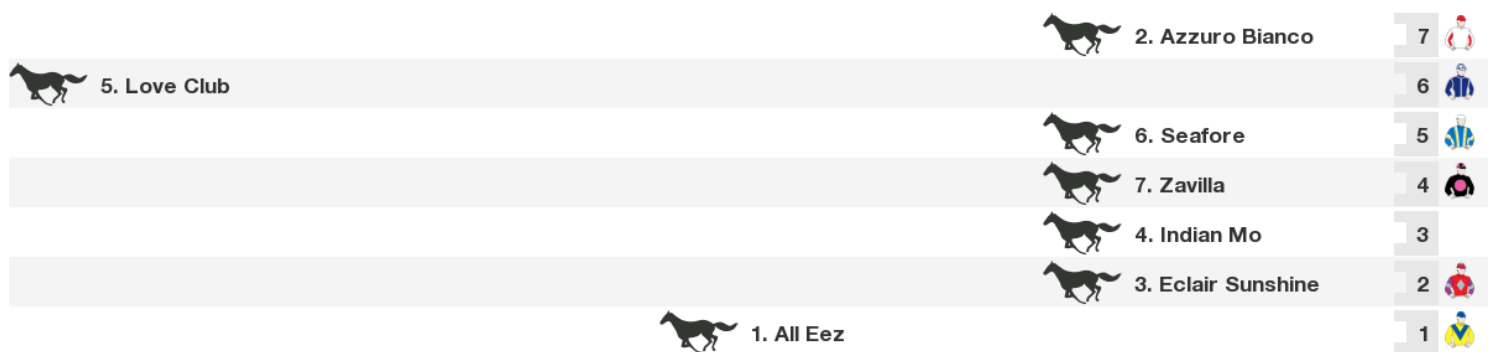 2. Azzuro Bianco 7
5. Love Club 6
6. Seafore 5
7. Zavilla 4
4. Indian Mo 3
3. Eclair Sunshine 2
1. All Eez 1